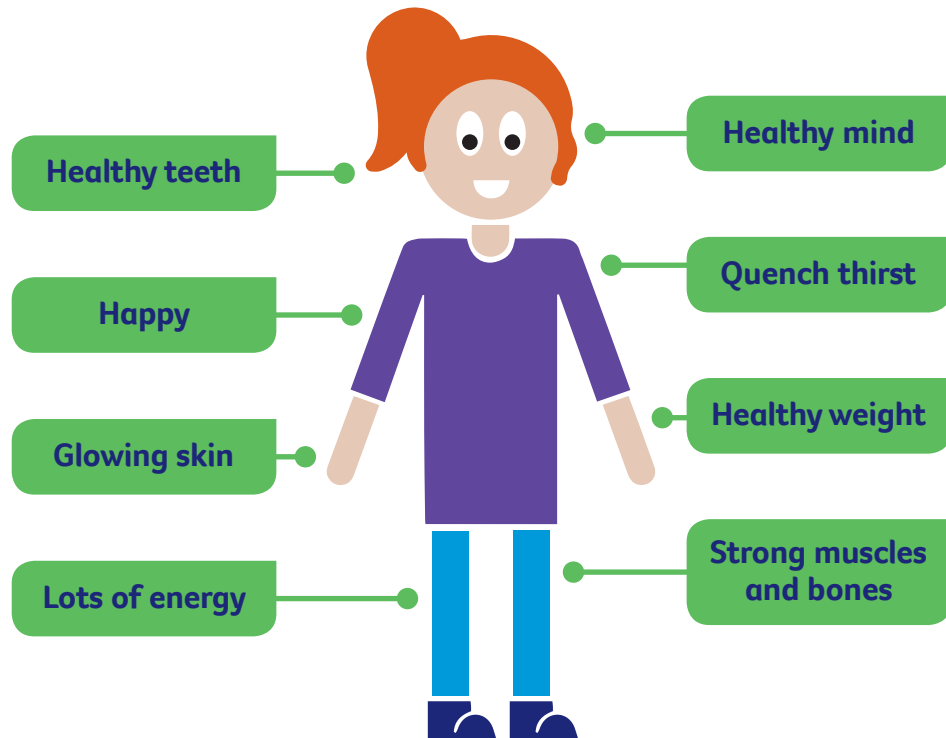 Healthy teeth
Happy
Glowing skin
Lots of energy
Healthy mind
Quench thirst
Healthy weight
Strong muscles
and bones